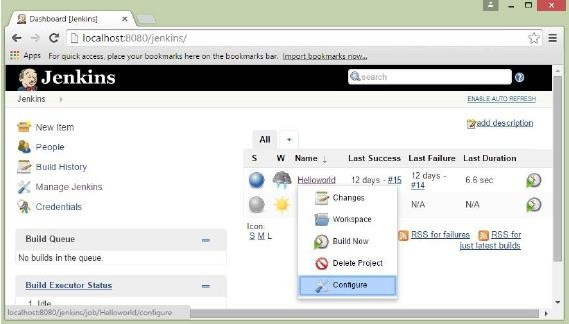 Dashboard [Jenkins]
localhost:8080/jenkins/
Apps For quick access, place your bookmarks here on the bookmarks bar. Import bookmarks now...
Jenkins
search
Jenkins
ENABLE AUTO REFRESH
New Item
People
Build History
Manage Jenkins
Credentials
add description
All +
S W Name ↓ Last Success Last Failure Last Duration
Helloworld 12 days - #15 12 days - #14 6.6 sec
N/A N/A
Icon: S M L
Changes
Workspace
Build Now
Delete Project
Configure
RSS for failures RSS for just latest builds
Build Queue
No builds in the queue.
Build Executor Status
1 Idle
localhost:8080/jenkins/job/Helloworld/configure